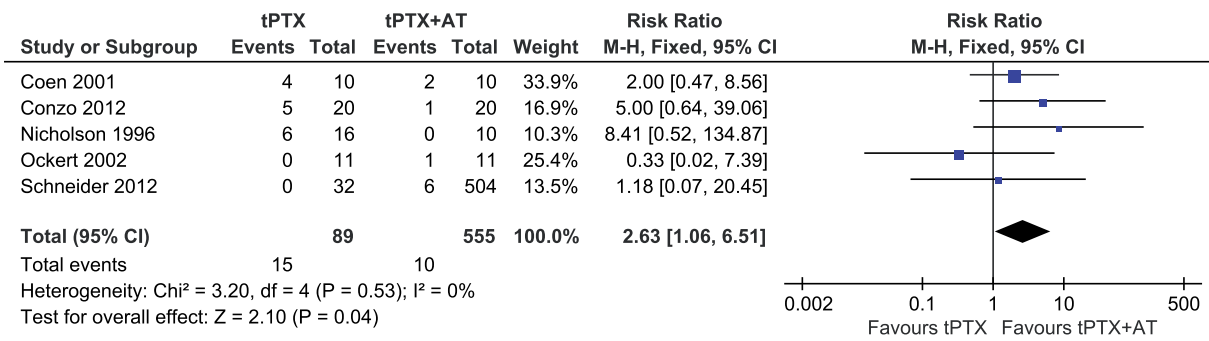 tPTX tPTX+AT Risk Ratio Risk Ratio
Study or Subgroup Events Total Events Total Weight M-H, Fixed, 95% CI M-H, Fixed, 95% CI
Coen 2001 4 10 2 10 33.9% 2.00 [0.47, 8.56]
Conzo 2012 5 20 1 20 16.9% 5.00 [0.64, 39.06]
Nicholson 1996 6 16 0 10 10.3% 8.41 [0.52, 134.87]
Ockert 2002 0 11 1 11 25.4% 0.33 [0.02, 7.39]
Schneider 2012 0 32 6 504 13.5% 1.18 [0.07, 20.45]
Total (95% CI) 89 555 100.0% 2.63 [1.06, 6.51]
Total events 15 10
Heterogeneity: Chi² = 3.20, df = 4 (P = 0.53); I² = 0%
Test for overall effect: Z = 2.10 (P = 0.04)
0.002 0.1 1 10 500
Favours tPTX Favours tPTX+AT